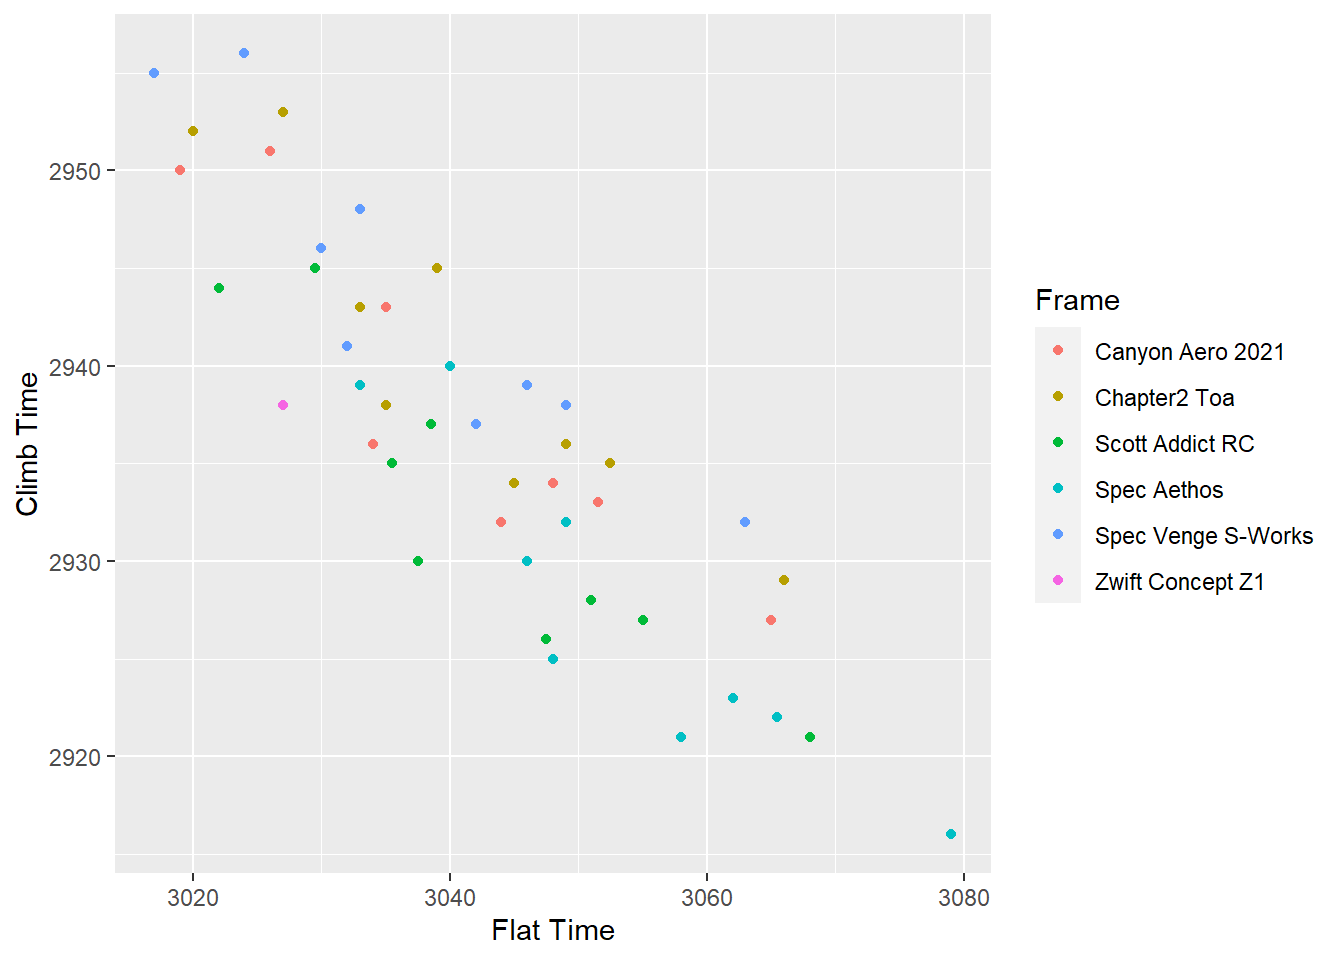 2950
2940
2930
2920
Climb Time
3020 3040 3060 3080
Flat Time
Frame
Canyon Aero 2021
Chapter2 Toa
Scott Addict RC
Spec Aethos
Spec Venge S-Works
Zwift Concept Z1